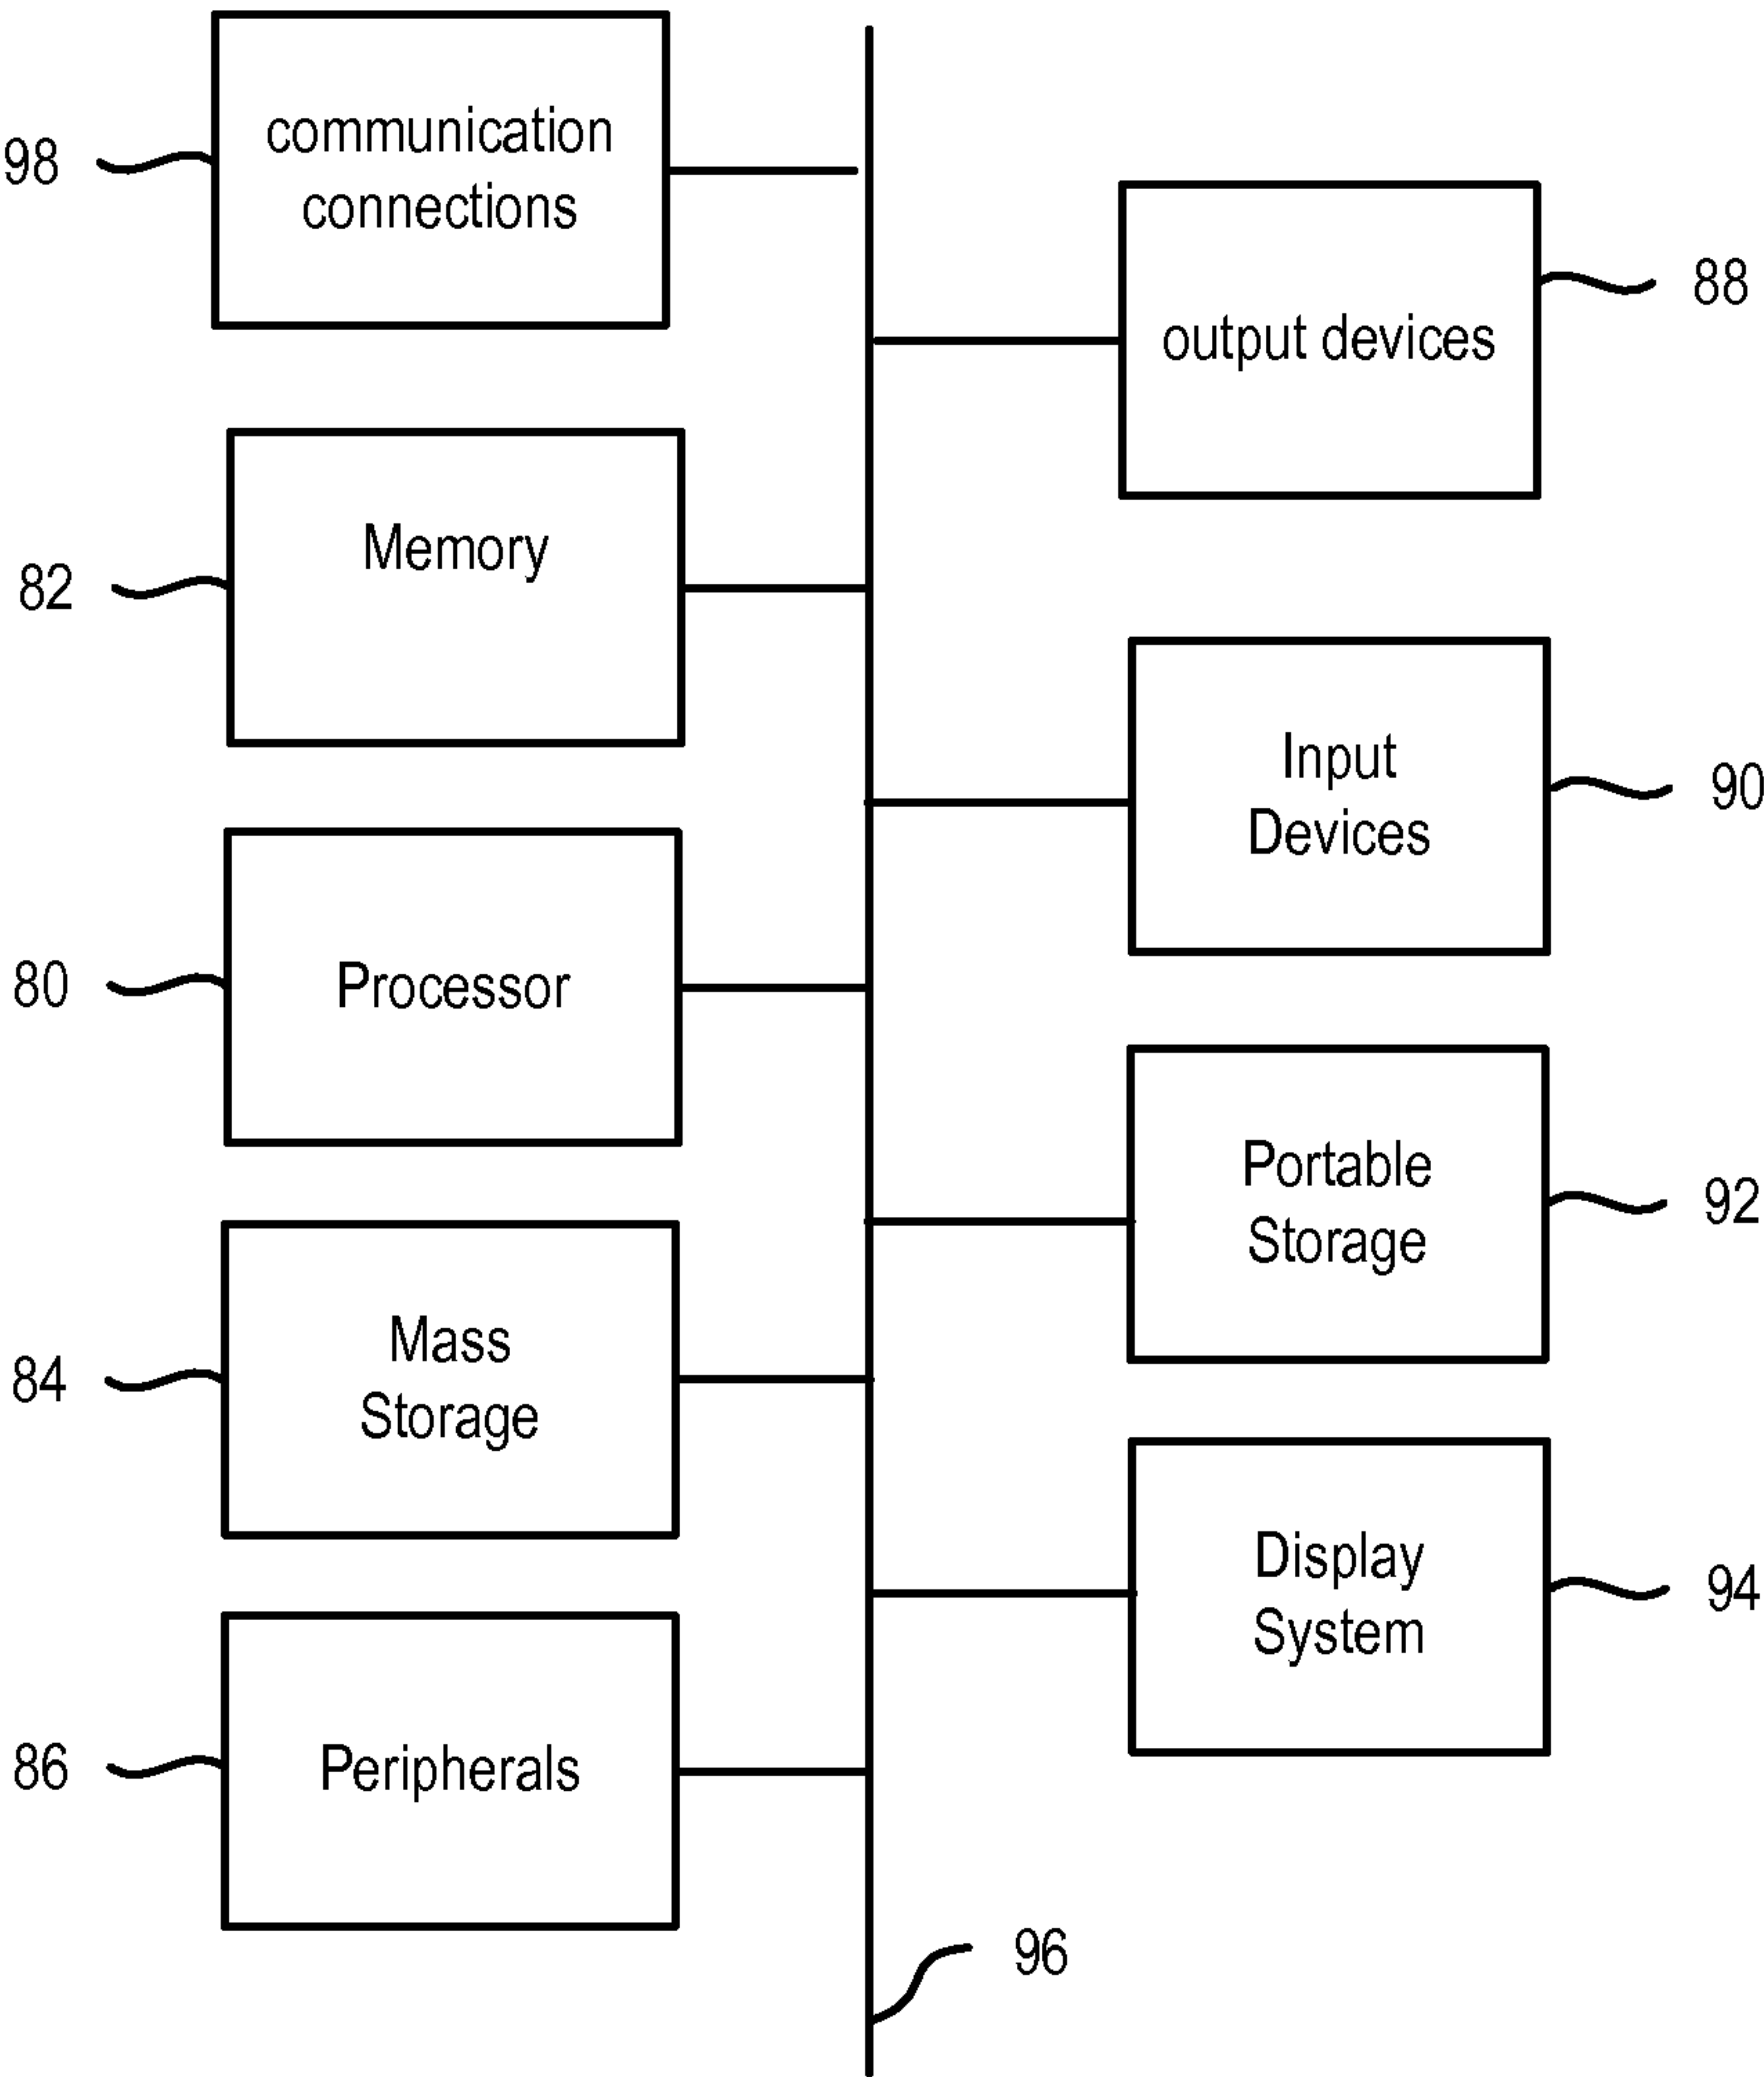 98
communication
connections
88
output devices
82
Memory
90
Input
Devices
80
Processor
92
Portable
Storage
84
Mass
Storage
94
Display
System
86
Peripherals
96